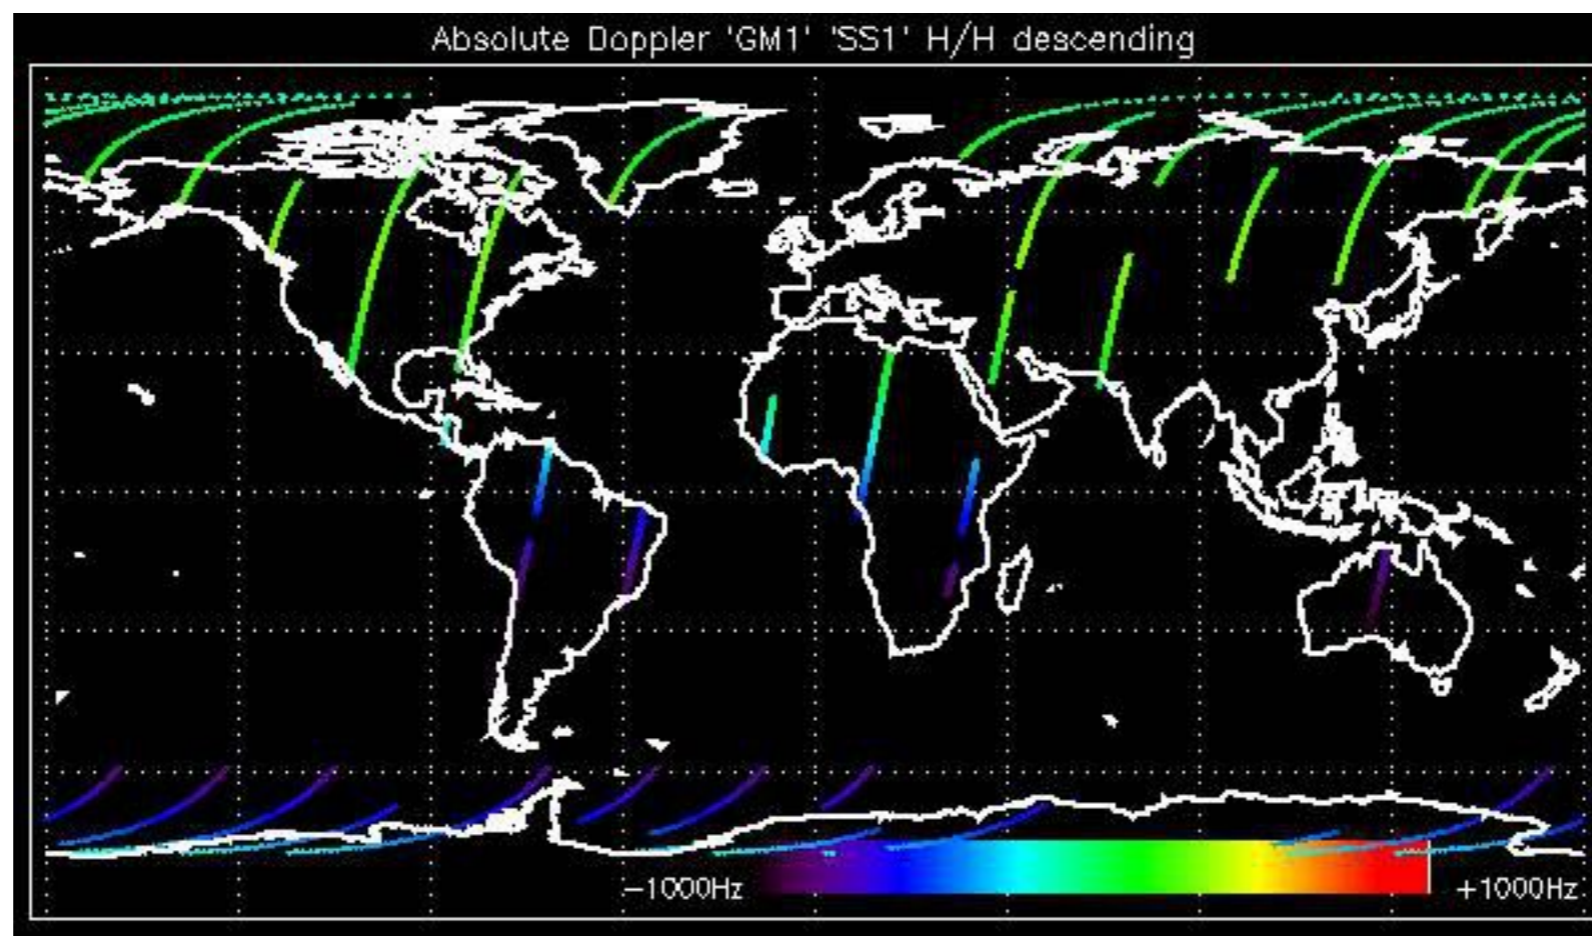 Absolute Doppler 'GM1' 'SS1' H/H descending
−1000Hz
+1000Hz